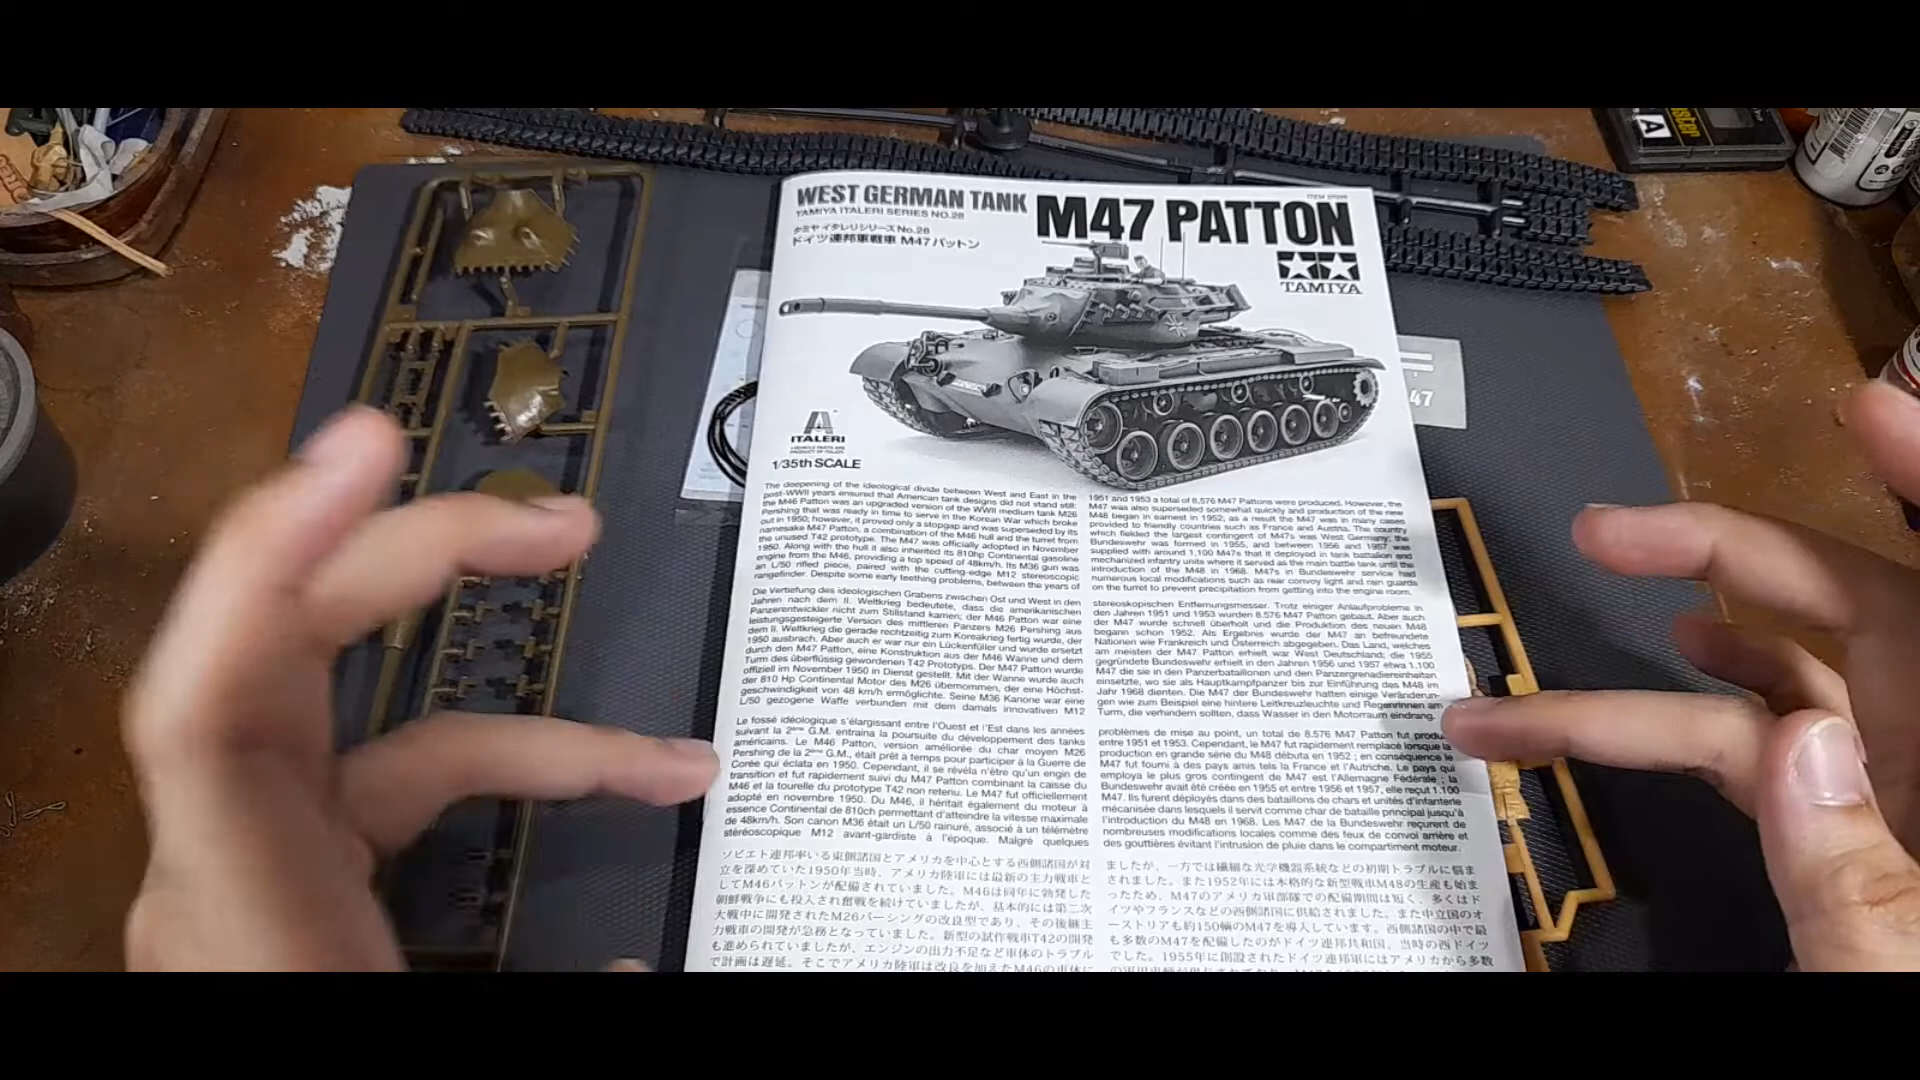 WEST GERMAN TANK
M47 PATTON
TAMIYA ITALERI SERIES NO.28
タミヤイタレリシリーズNo.28
ドイツ連邦軍戦車 M47パットン
TAMIYA
ITALERI
1/35th SCALE
47
A
The deepening of the ideological divide between West and East in the
post-WWII years ensured that American tank designs did not stand still:
the M46 Patton was an upgraded version of the WWII medium tank M26
Pershing that was ready in time to serve in the Korean War which broke
out in 1950; however, it proved only a stopgap and was superseded by its
namesake M47 Patton, a combination of the M46 hull and the turret from
the unused T42 prototype. The M47 was officially adopted in November
1950. Along with the hull it also inherited its 810hp Continental gasoline
engine from the M46, providing a top speed of 48km/h. Its M36 gun was
an L/50 rifled piece, paired with the cutting-edge M12 stereoscopic
rangefinder. Despite some early teething problems, between the years of
1951 and 1953 a total of 8,576 M47 Pattons were produced. However, the
M47 was also superseded somewhat quickly and production of the new
M48 began in earnest in 1952; as a result the M47 was in many cases
provided to friendly countries such as France and Austria. The country
which fielded the largest contingent of M47s was West Germany; the
Bundeswehr was formed in 1955, and between 1956 and 1957 was
supplied with around 1,100 M47s that it deployed in tank battalion and
mechanized infantry units where it served as the main battle tank until the
introduction of the M48 in 1968. M47s in Bundeswehr service had
numerous local modifications such as rear convoy light and rain guards
on the turret to prevent precipitation from getting into the engine room.
Die Vertiefung des ideologischen Grabens zwischen Ost und West in den
Jahren nach dem II. Weltkrieg bedeutete, dass die amerikanischen
Panzerentwickler nicht zum Stillstand kamen; der M46 Patton war eine
leistungsgesteigerte Version des mittleren Panzers M26 Pershing aus
dem II. Weltkrieg die gerade rechtzeitig zum Koreakrieg fertig wurde, der
1950 ausbrach. Aber auch er war nur ein Lückenfüller und wurde ersetzt
durch den M47 Patton, eine Konstruktion aus der M46 Wanne und dem
Turm des überflüssig gewordenen T42 Prototyps. Der M47 Patton wurde
offiziell im November 1950 in Dienst gestellt. Mit der Wanne wurde auch
der 810 Hp Continental Motor des M26 übernommen, der eine Höchst-
geschwindigkeit von 48 km/h ermöglichte. Seine M36 Kanone war eine
L/50 gezogene Waffe verbunden mit dem damals innovativen M12
stereoskopischen Entfernungsmesser. Trotz einiger Anlaufprobleme in
den Jahren 1951 und 1953 wurden 8.576 M47 Patton gebaut. Aber auch
der M47 wurde schnell überholt und die Produktion des neuen M48
begann schon 1952. Als Ergebnis wurde der M47 an befreundete
Nationen wie Frankreich und Österreich abgegeben. Das Land, welches
am meisten der M47 Patton erhielt war West Deutschland; die 1955
gegründete Bundeswehr erhielt in den Jahren 1956 und 1957 etwa 1.100
M47 die sie in den Panzerbataillonen und den Panzergrenadiereinheiten
einsetzte, wo sie als Hauptkampfpanzer bis zur Einführung des M48 im
Jahr 1968 dienten. Die M47 der Bundeswehr hatten einige Veränderun-
gen wie zum Beispiel eine hintere Leitkreuzleuchte und Regenrinnen am
Turm, die verhindern sollten, dass Wasser in den Motorraum eindrang.
Le fossé idéologique s'élargissant entre l'Ouest et l'Est dans les années
suivant la 2ème G.M. entraina la poursuite du développement des tanks
américains. Le M46 Patton, version améliorée du char moyen M26
Pershing de la 2ème G.M., était prêt à temps pour participer à la Guerre de
Corée qui éclata en 1950. Cependant, il se révéla n'être qu'un engin de
transition et fut rapidement suivi du M47 Patton combinant la caisse du
M46 et la tourelle du prototype T42 non retenu. Le M47 fut officiellement
adopté en novembre 1950. Du M46, il héritait également du moteur à
essence Continental de 810ch permettant d'atteindre la vitesse maximale
de 48km/h. Son canon M36 était un L/50 rainuré, associé à un télémètre
stéréoscopique M12 avant-gardiste à l'époque. Malgré quelques
problèmes de mise au point, un total de 8.576 M47 Patton fut
entre 1951 et 1953. Cependant, le M47 fut rapidement remplacé lorsque la
production en grande série du M48 débuta en 1952 ; en conséquence le
M47 fut fourni à des pays amis tels la France et l'Autriche. Le pays qui
employa le plus gros contingent de M47 est l'Allemagne Fédérale ; la
Bundeswehr avait été créée en 1955 et entre 1956 et 1957, elle reçut 1.100
M47. Ils furent déployés dans des bataillons de chars et unités d'infanterie
mécanisée dans lesquels il servit comme char de bataille principal jusqu'à
l'introduction du M48 en 1968. Les M47 de la Bundeswehr reçurent de
nombreuses modifications locales comme des feux de convoi arrière et
des gouttières évitant l'intrusion de pluie dans le compartiment moteur.
ソビエト連邦率いる東側諸国とアメリカを中心とする西側諸国が対
立を深めていた1950年当時、アメリカ陸軍には最新の主力戦車と
してM46パットンが配備されていました。M46は同年に勃発した
朝鮮戦争にも投入され奮戦を続けていましたが、基本的には第二次
大戦中に開発されたM26パーシングの改良型であり、その後継主
力戦車の開発が急務となっていました。新型の試作戦車T42の開発
も進められていましたが、エンジンの出力不足など車体のトラブル
で計画は遅延。そこでアメリカ陸軍は改良を加えたM46の車体に
ましたが、一方では繊細な光学機器系統などの初期トラブルに悩ま
されました。また1952年には本格的な新型戦車M48の生産も始ま
ったため、M47のアメリカ軍部隊での配備期間は短く、多くはド
イツやフランスなどの西側諸国に供給されました。また中立国のオ
ーストリアも約150輌のM47を導入しています。西側諸国の中で最
も多数のM47を配備したのがドイツ連邦共和国、当時の西ドイツ
でした。1955年に創設されたドイツ連邦軍にはアメリカから多数